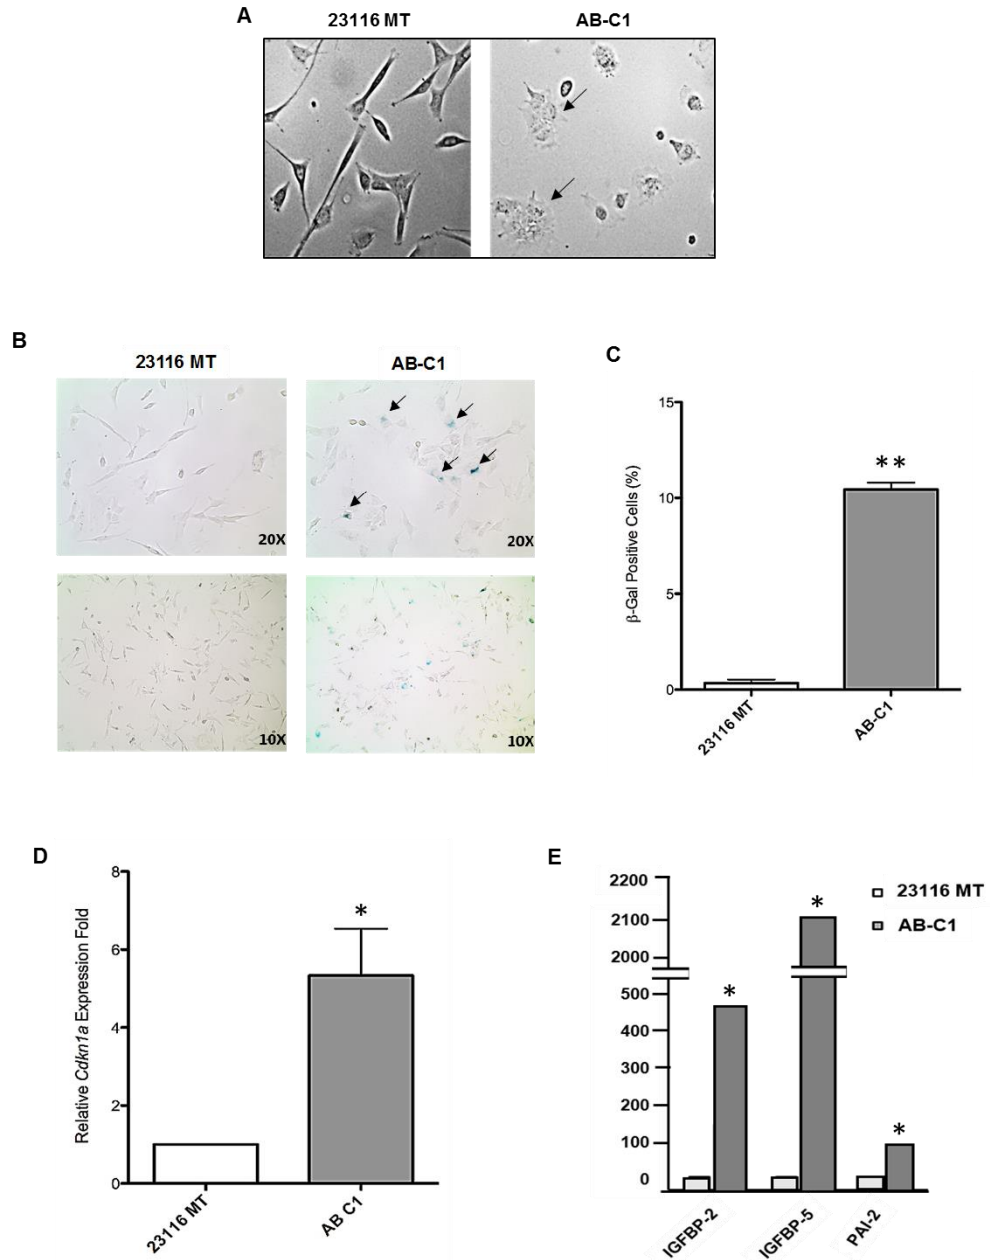 A
23116 MT
AB-C1
B
23116 MT
AB-C1
20X
20X
10X
10X
C
15
10
5
0
β-Gal Positive Cells (%)
**
23116 MT
AB-C1
D
8
6
4
2
0
Relative Cdkn1a Expression Fold
*
23116 MT
AB C1
E
2200
2100
2000
500
400
300
200
100
0
*
*
*
23116 MT
AB-C1
IGFBP-2
IGFBP-5
PAI-2